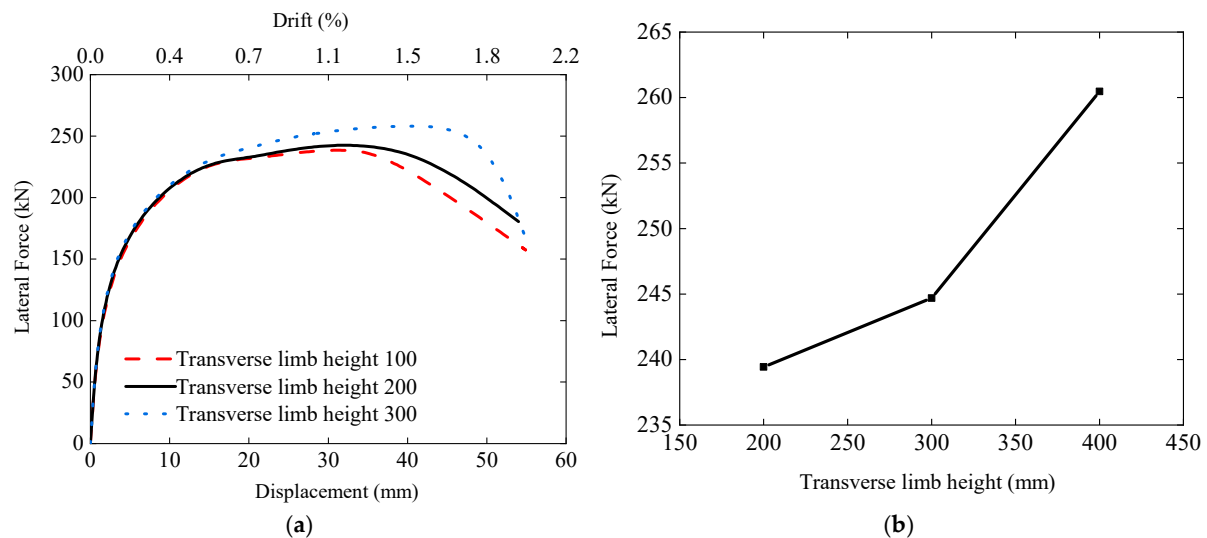 Drift (%)
0.0 0.4 0.7 1.1 1.5 1.8 2.2
300
250
200
150
100
50
0
Lateral Force (kN)
Transverse limb height 100
Transverse limb height 200
Transverse limb height 300
0 10 20 30 40 50 60
Displacement (mm)
(a)
265
260
255
250
245
240
235
Lateral Force (kN)
150 200 250 300 350 400 450
Transverse limb height (mm)
(b)